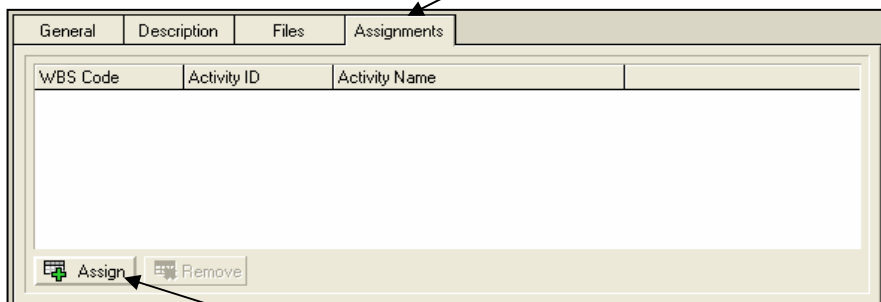 General Description Files Assignments
WBS Code Activity ID Activity Name
Assign Remove